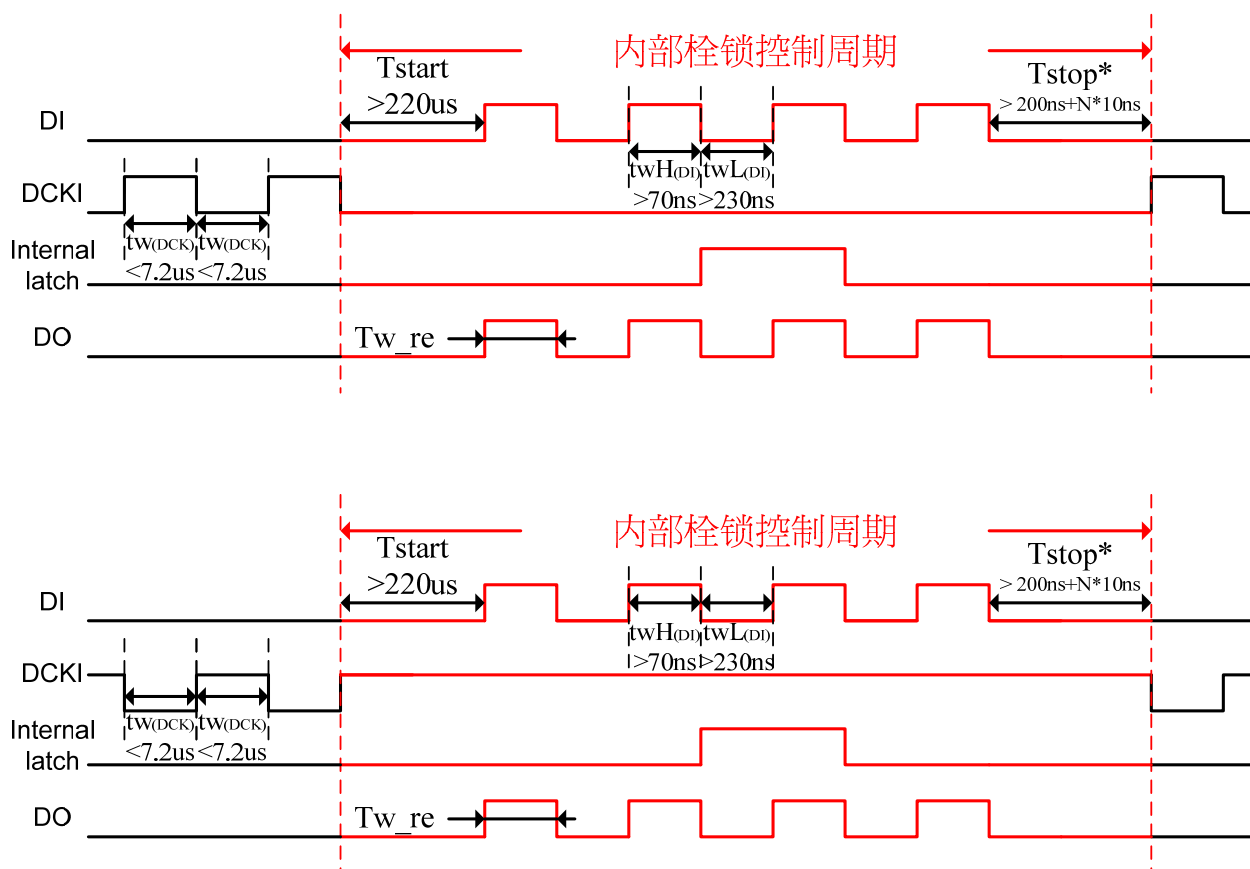 内部栓锁控制周期
Tstart
>220us
Tstop*
> 200ns+N*10ns
DI
twH(DI) twL(DI)
>70ns >230ns
DCKI
tw(DCK) tw(DCK)
<7.2us <7.2us
Internal
latch
DO
Tw_re
内部栓锁控制周期
Tstart
>220us
Tstop*
> 200ns+N*10ns
DI
twH(DI) twL(DI)
>70ns >230ns
DCKI
tw(DCK) tw(DCK)
<7.2us <7.2us
Internal
latch
DO
Tw_re